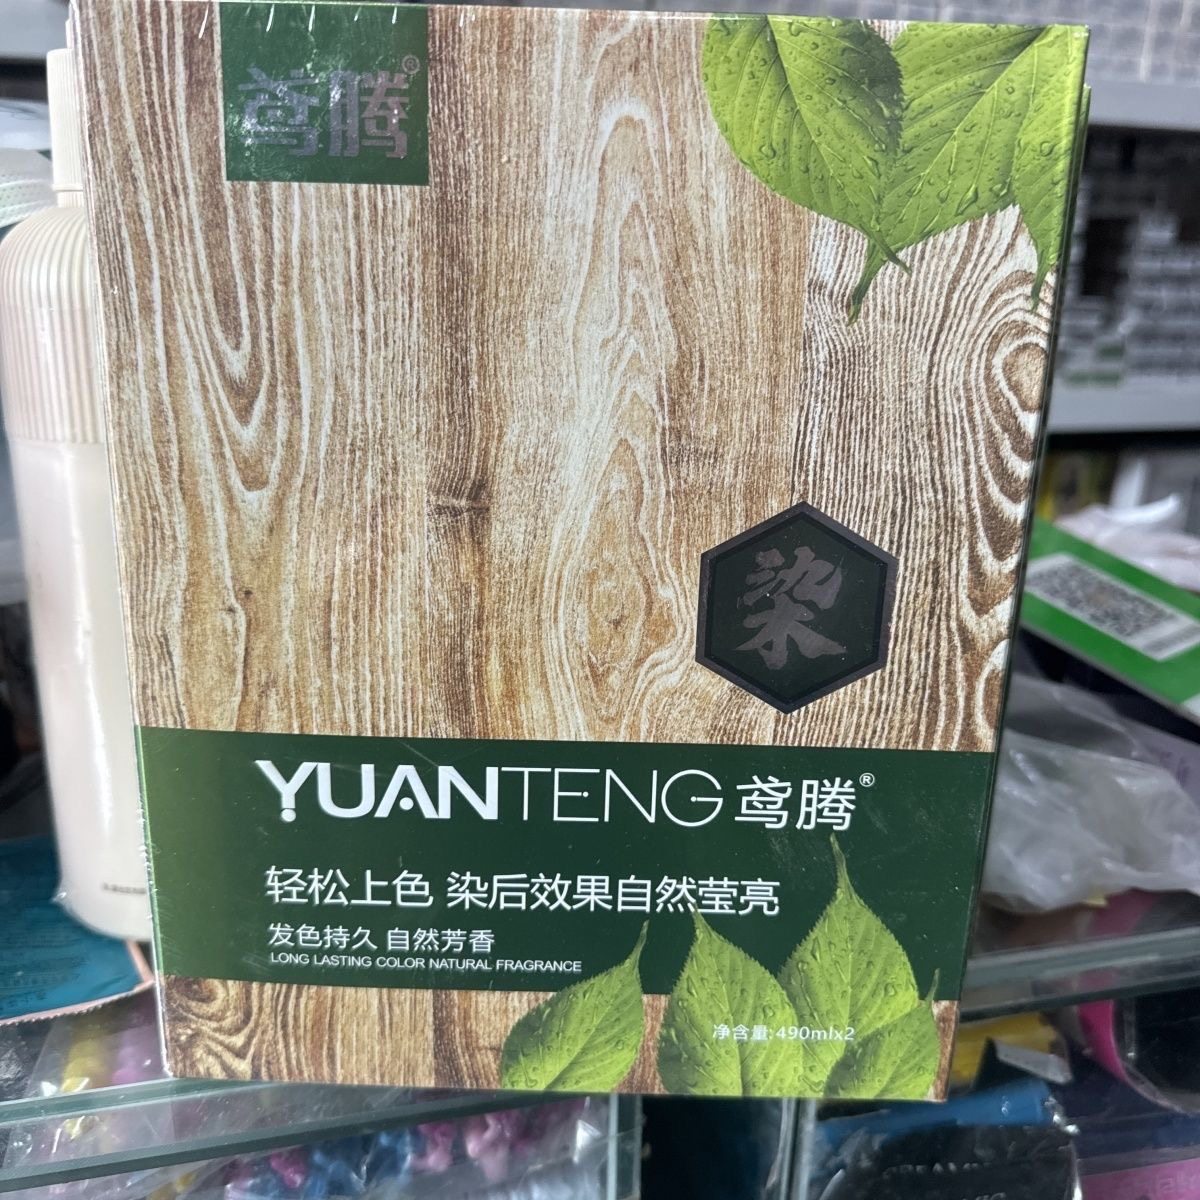 鸢腾®
染
YUANTENG 鸢腾®
轻松上色 染后效果自然莹亮
发色持久 自然芳香
LONG LASTING COLOR NATURAL FRAGRANCE
净含量:490mlx2